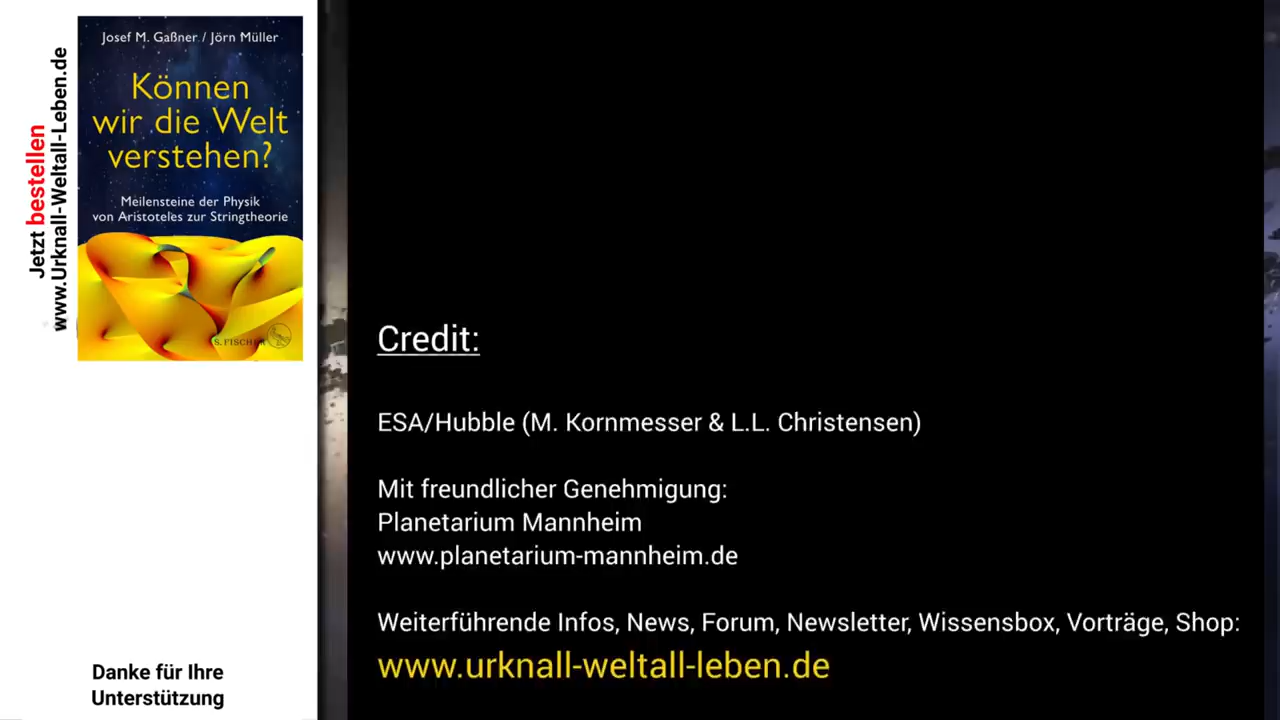 Jetzt bestellen
www.Urknall-Weltall-Leben.de
Josef M. Gaßner / Jörn Müller
Können
wir die Welt
verstehen?
Meilensteine der Physik
von Aristoteles zur Stringtheorie
S. FISCHER
Danke für Ihre
Unterstützung
Credit:
ESA/Hubble (M. Kornmesser & L.L. Christensen)
Mit freundlicher Genehmigung:
Planetarium Mannheim
www.planetarium-mannheim.de
Weiterführende Infos, News, Forum, Newsletter, Wissensbox, Vorträge, Shop:
www.urknall-weltall-leben.de